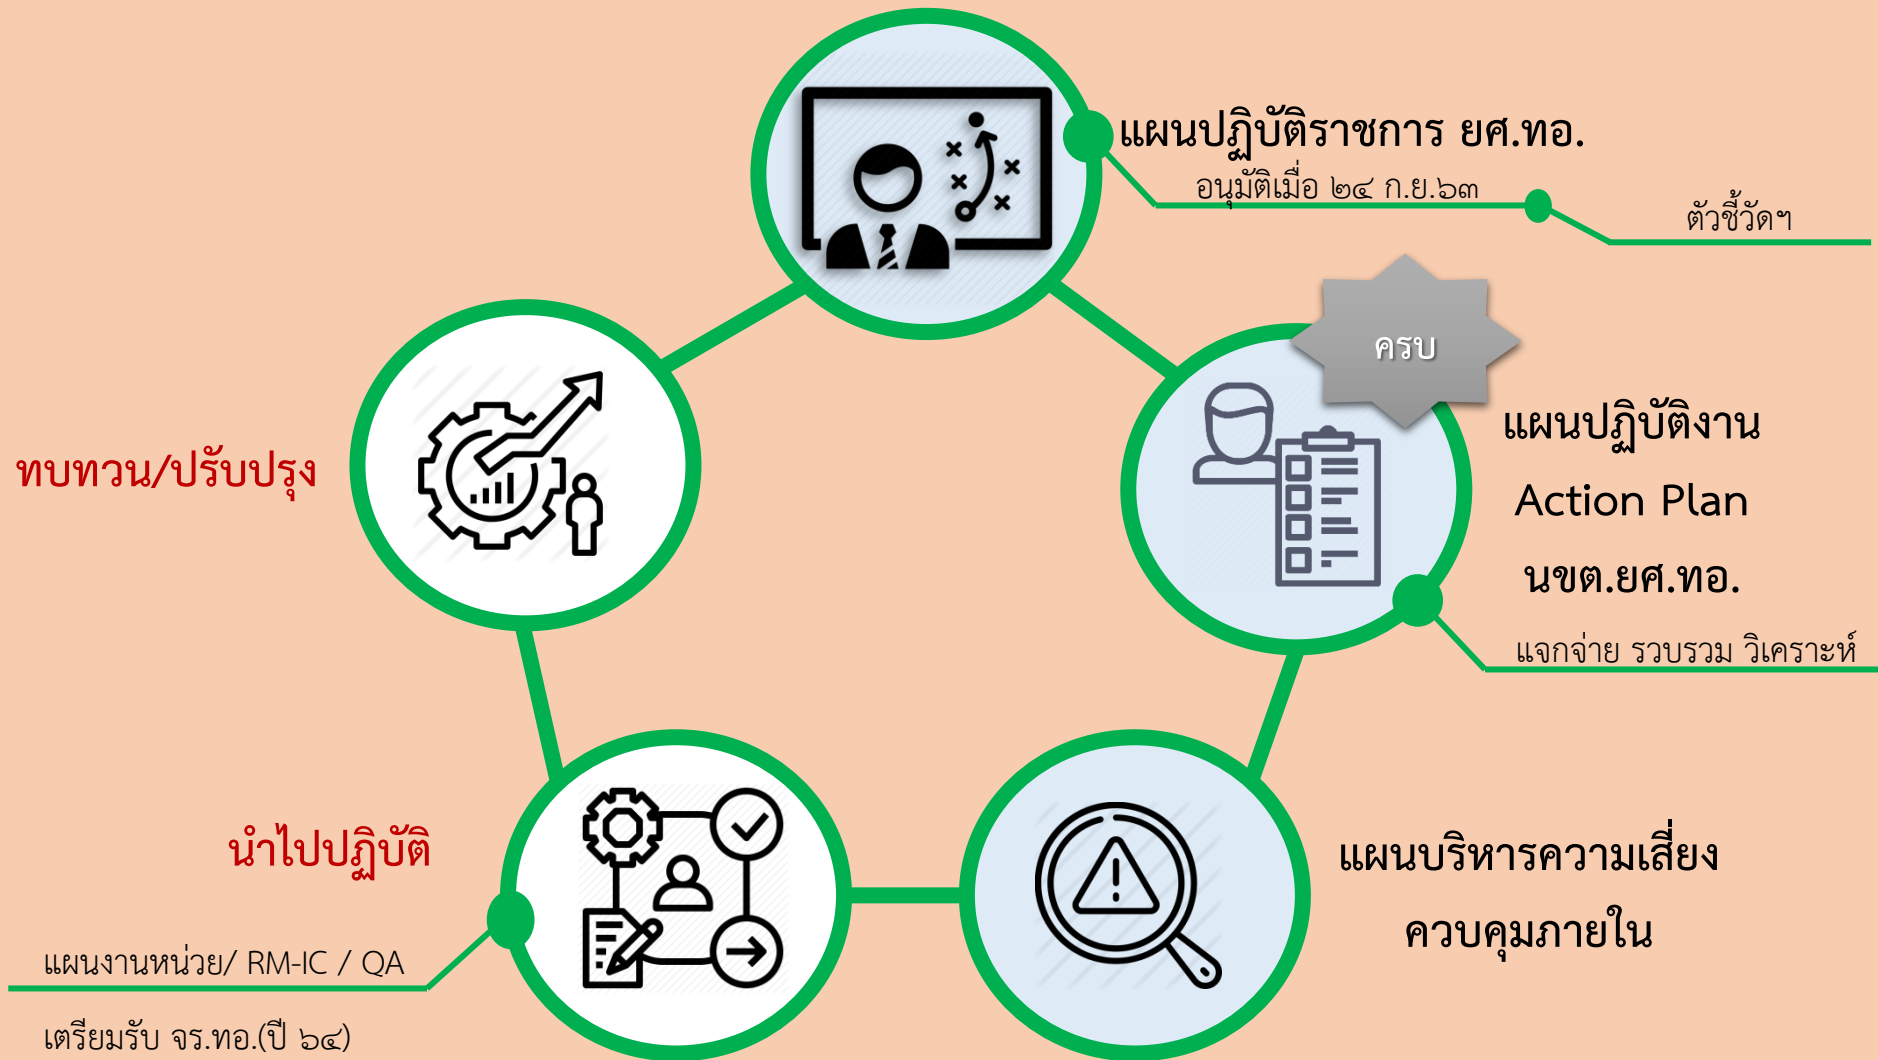 แผนปฏิบัติราชการ ยศ.ทอ.
อนุมัติเมื่อ ๒๔ ก.ย.๖๓
ตัวชี้วัดฯ
ครบ
แผนปฏิบัติงาน
Action Plan
นขต.ยศ.ทอ.
แจกจ่าย รวบรวม วิเคราะห์
แผนบริหารความเสี่ยง
ควบคุมภายใน
นำไปปฏิบัติ
แผนงานหน่วย/ RM-IC / QA
เตรียมรับ จร.ทอ.(ปี ๖๔)
ทบทวน/ปรับปรุง